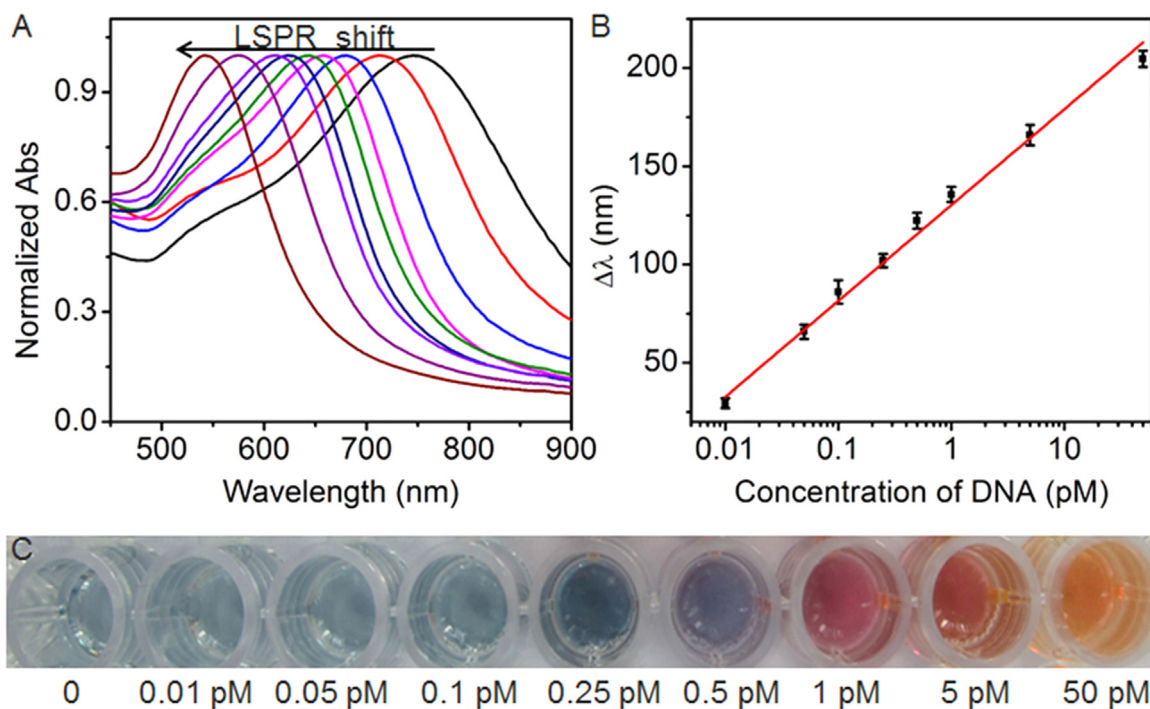 A
LSPR shift
0.9
0.6
0.3
0.0
Normalized Abs
500 600 700 800 900
Wavelength (nm)
B
200
150
100
50
Δλ (nm)
0.01 0.1 1 10
Concentration of DNA (pM)
C
0 0.01 pM 0.05 pM 0.1 pM 0.25 pM 0.5 pM 1 pM 5 pM 50 pM